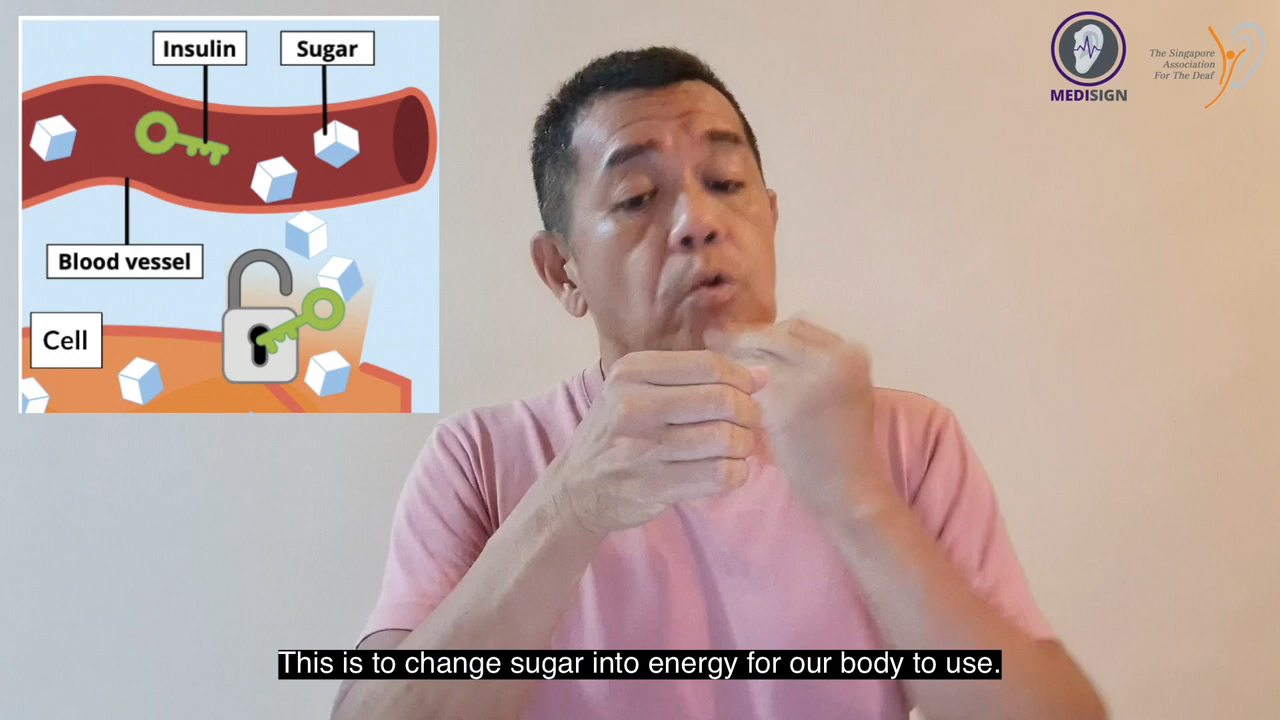 Insulin
Sugar
Blood vessel
Cell
MEDISIGN
The Singapore
Association
For The Deaf
This is to change sugar into energy for our body to use.